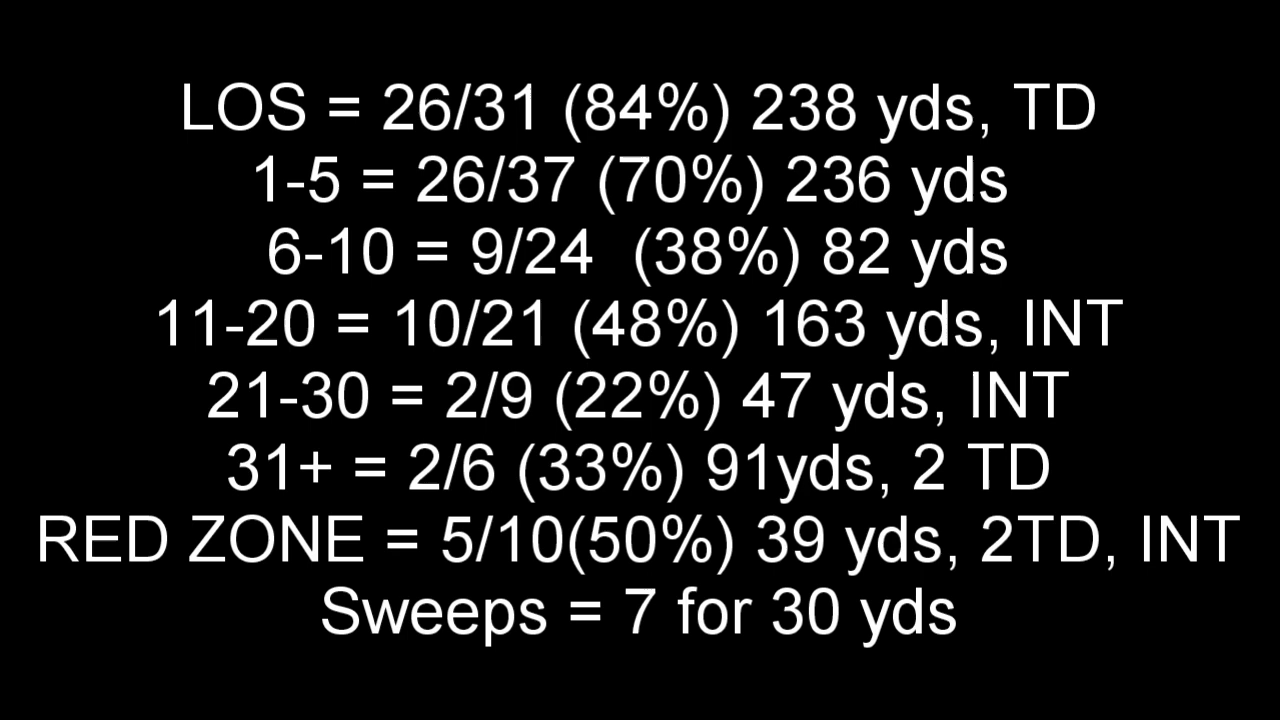 LOS = 26/31 (84%) 238 yds, TD
1-5 = 26/37 (70%) 236 yds
6-10 = 9/24  (38%) 82 yds
11-20 = 10/21 (48%) 163 yds, INT
21-30 = 2/9 (22%) 47 yds, INT
31+ = 2/6 (33%) 91yds, 2 TD
RED ZONE = 5/10(50%) 39 yds, 2TD, INT
Sweeps = 7 for 30 yds